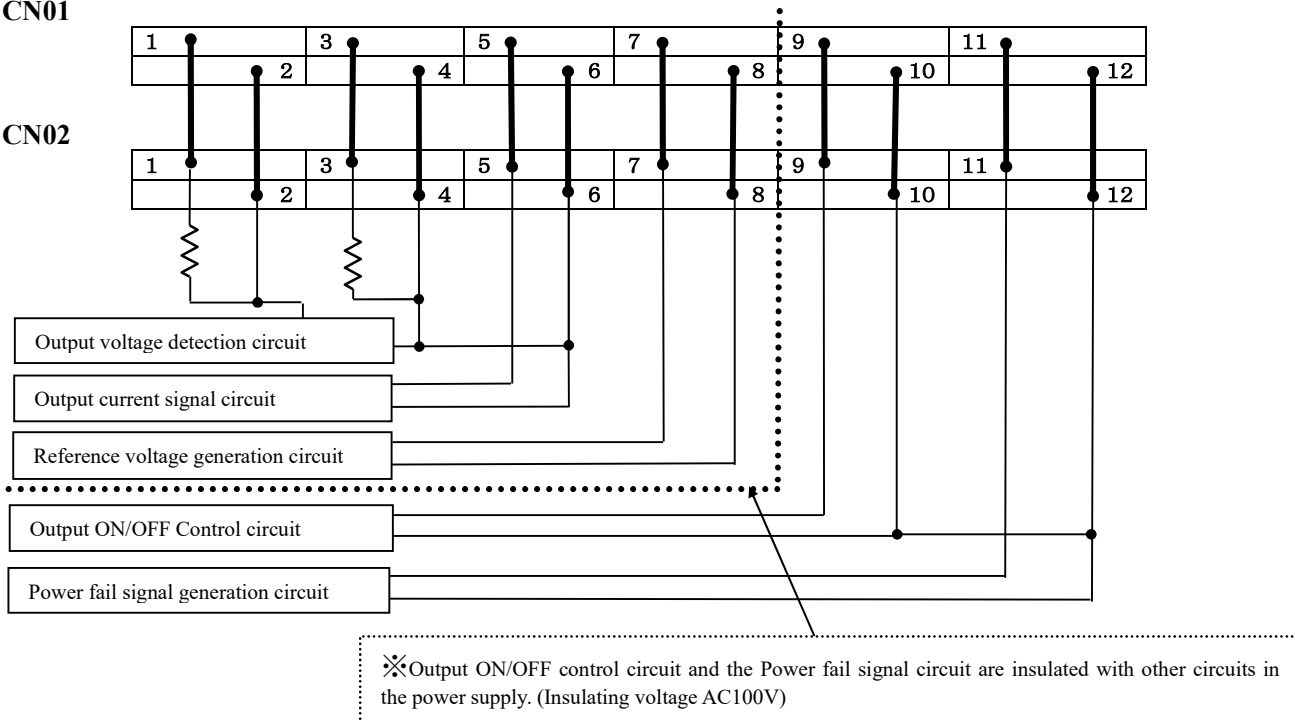 CN01
1 3 5 7 9 11
2 4 6 8 10 12
CN02
1 3 5 7 9 11
2 4 6 8 10 12
Output voltage detection circuit
Output current signal circuit
Reference voltage generation circuit
Output ON/OFF Control circuit
Power fail signal generation circuit
※Output ON/OFF control circuit and the Power fail signal circuit are insulated with other circuits in
the power supply. (Insulating voltage AC100V)